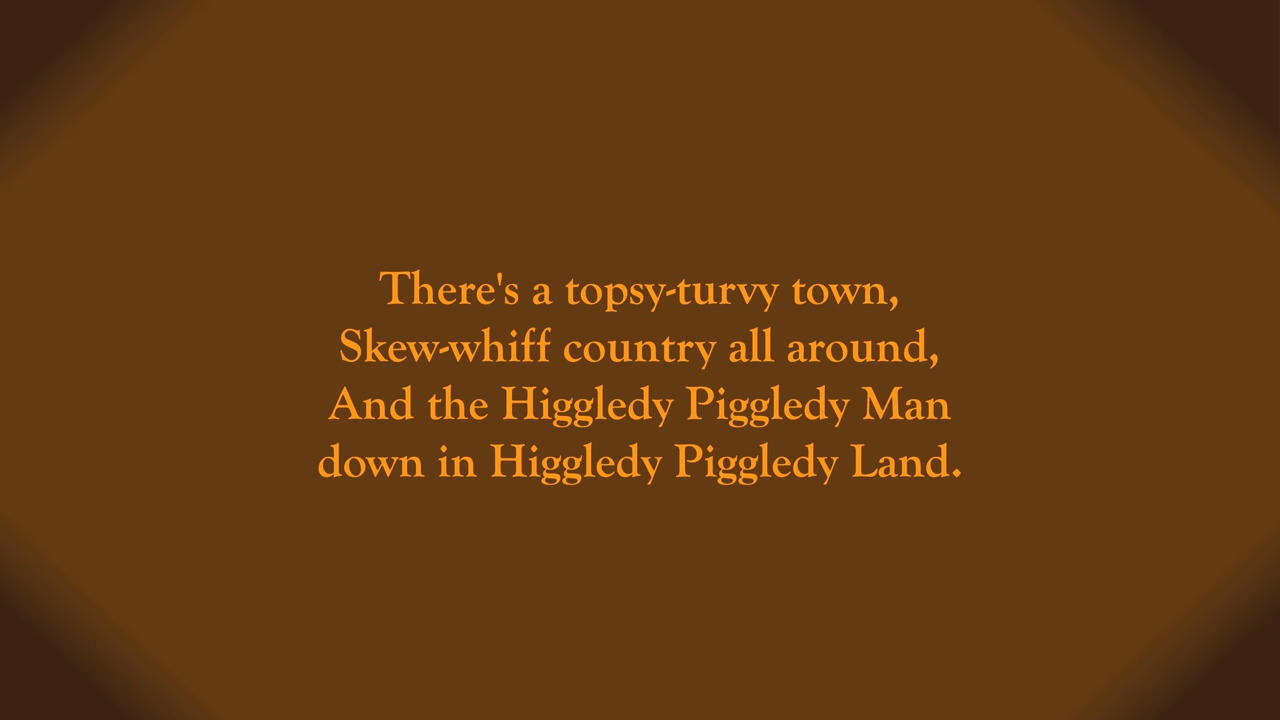 There's a topsy-turvy town,
Skew-whiff country all around,
And the Higgledy Piggledy Man
down in Higgledy Piggledy Land.